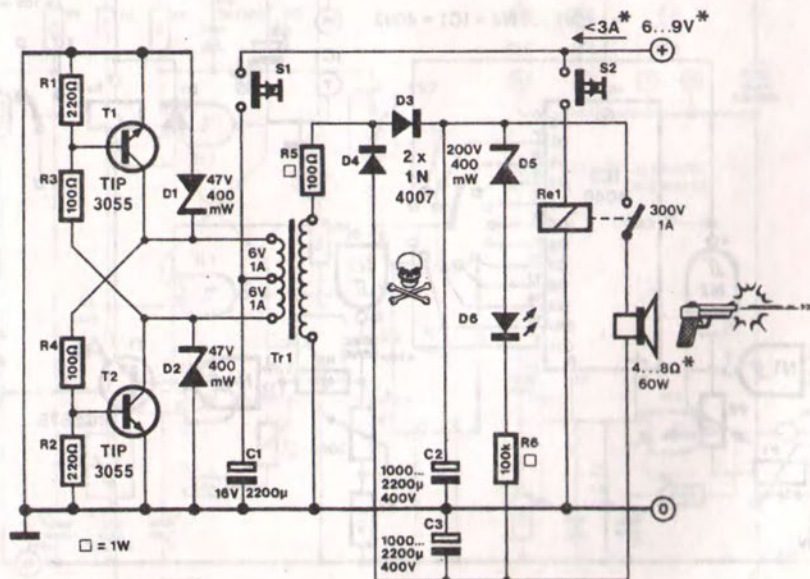 <3A* 6...9V*
+
S1
S2
R1
220Ω
T1
TIP
3055
R3
100Ω
D1
47V
400
mW
D3
D4
2 x
1N
4007
R5
□
100Ω
200V
400
mW
D5
Re1
300V
1A
6V
1A
6V
1A
Tr1
D6
R4
100Ω
T2
TIP
3055
R2
220Ω
D2
47V
400
mW
4...8Ω*
60W
C1
16V 2200µ
C2
1000...
2200µ
400V
R6
□
100k
C3
1000...
2200µ
400V
0
□ = 1W